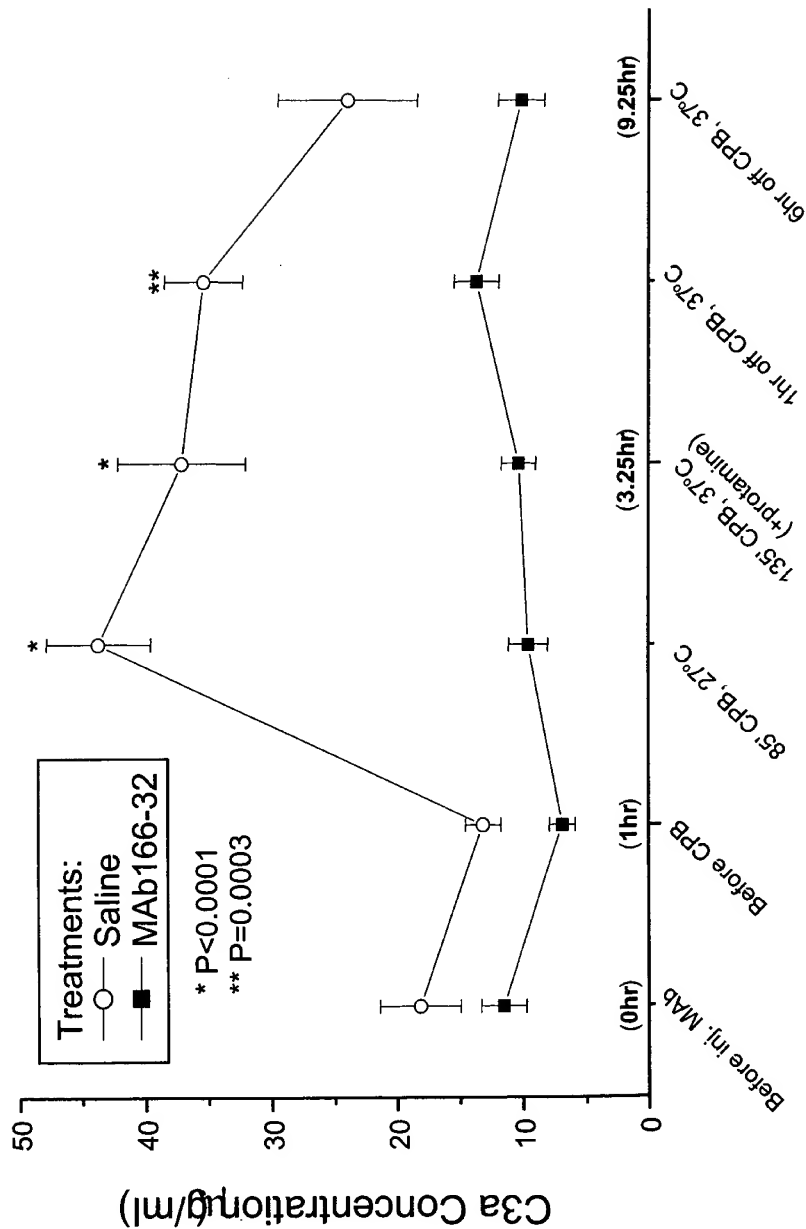 Treatments:
Saline
MAb166-32
* P<0.0001
** P=0.0003
C3a Concentration(µg/ml)
50
40
30
20
10
0
*
*
**
(0hr)
(1hr)
(3.25hr)
(9.25hr)
Before inj. MAb
Before CPB
85' CPB, 27°C
135' CPB, 37°C
(+protamine)
1hr off CPB, 37°C
6hr off CPB, 37°C